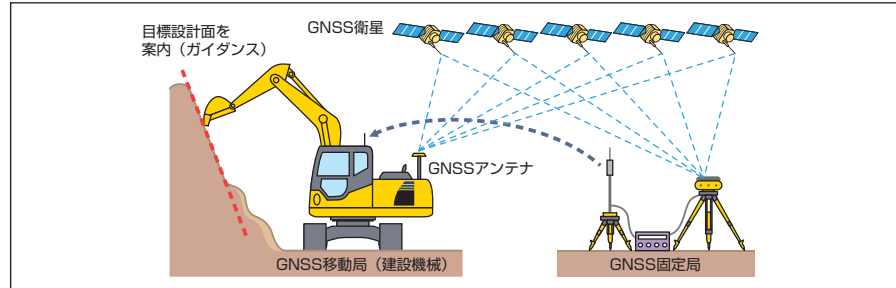 目標設計面を
案内（ガイダンス）
GNSS衛星
GNSSアンテナ
GNSS移動局（建設機械）
GNSS固定局